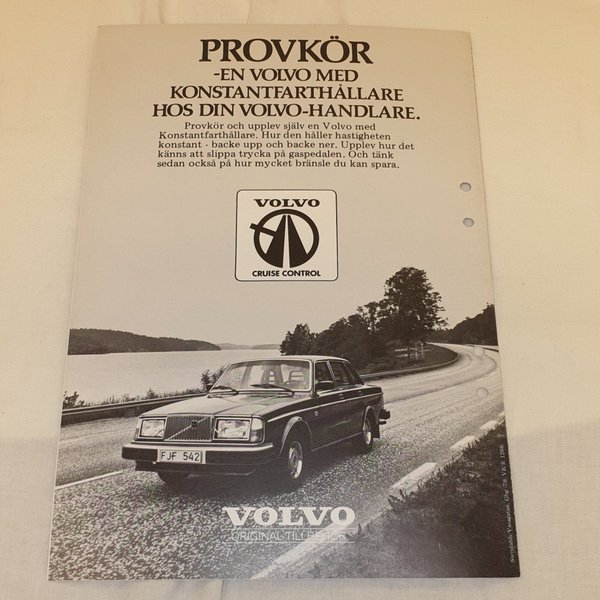 PROVKÖR
-EN VOLVO MED
KONSTANTFARTHÅLLARE
HOS DIN VOLVO-HANDLARE.
Provkör och upplev själv en Volvo med
Konstantfarthållare. Hur den håller hastigheten
konstant - backe upp och backe ner. Upplev hur det
känns att slippa trycka på gaspedalen. Och tänk
sedan också på hur mycket bränsle du kan spara.
VOLVO
CRUISE CONTROL
FJF 542
VOLVO
ORIGINAL TILLBEHÖR